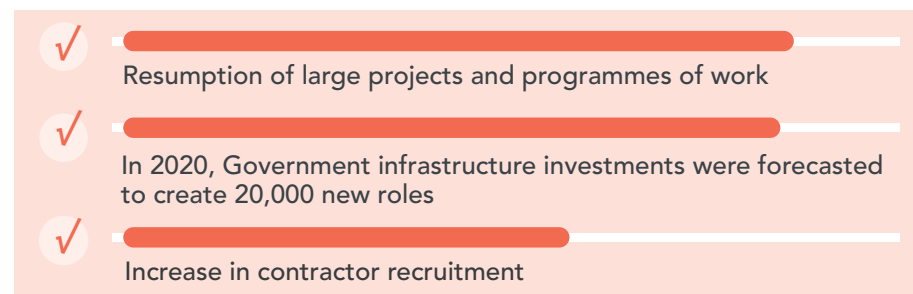 Resumption of large projects and programmes of work
In 2020, Government infrastructure investments were forecasted
to create 20,000 new roles
Increase in contractor recruitment